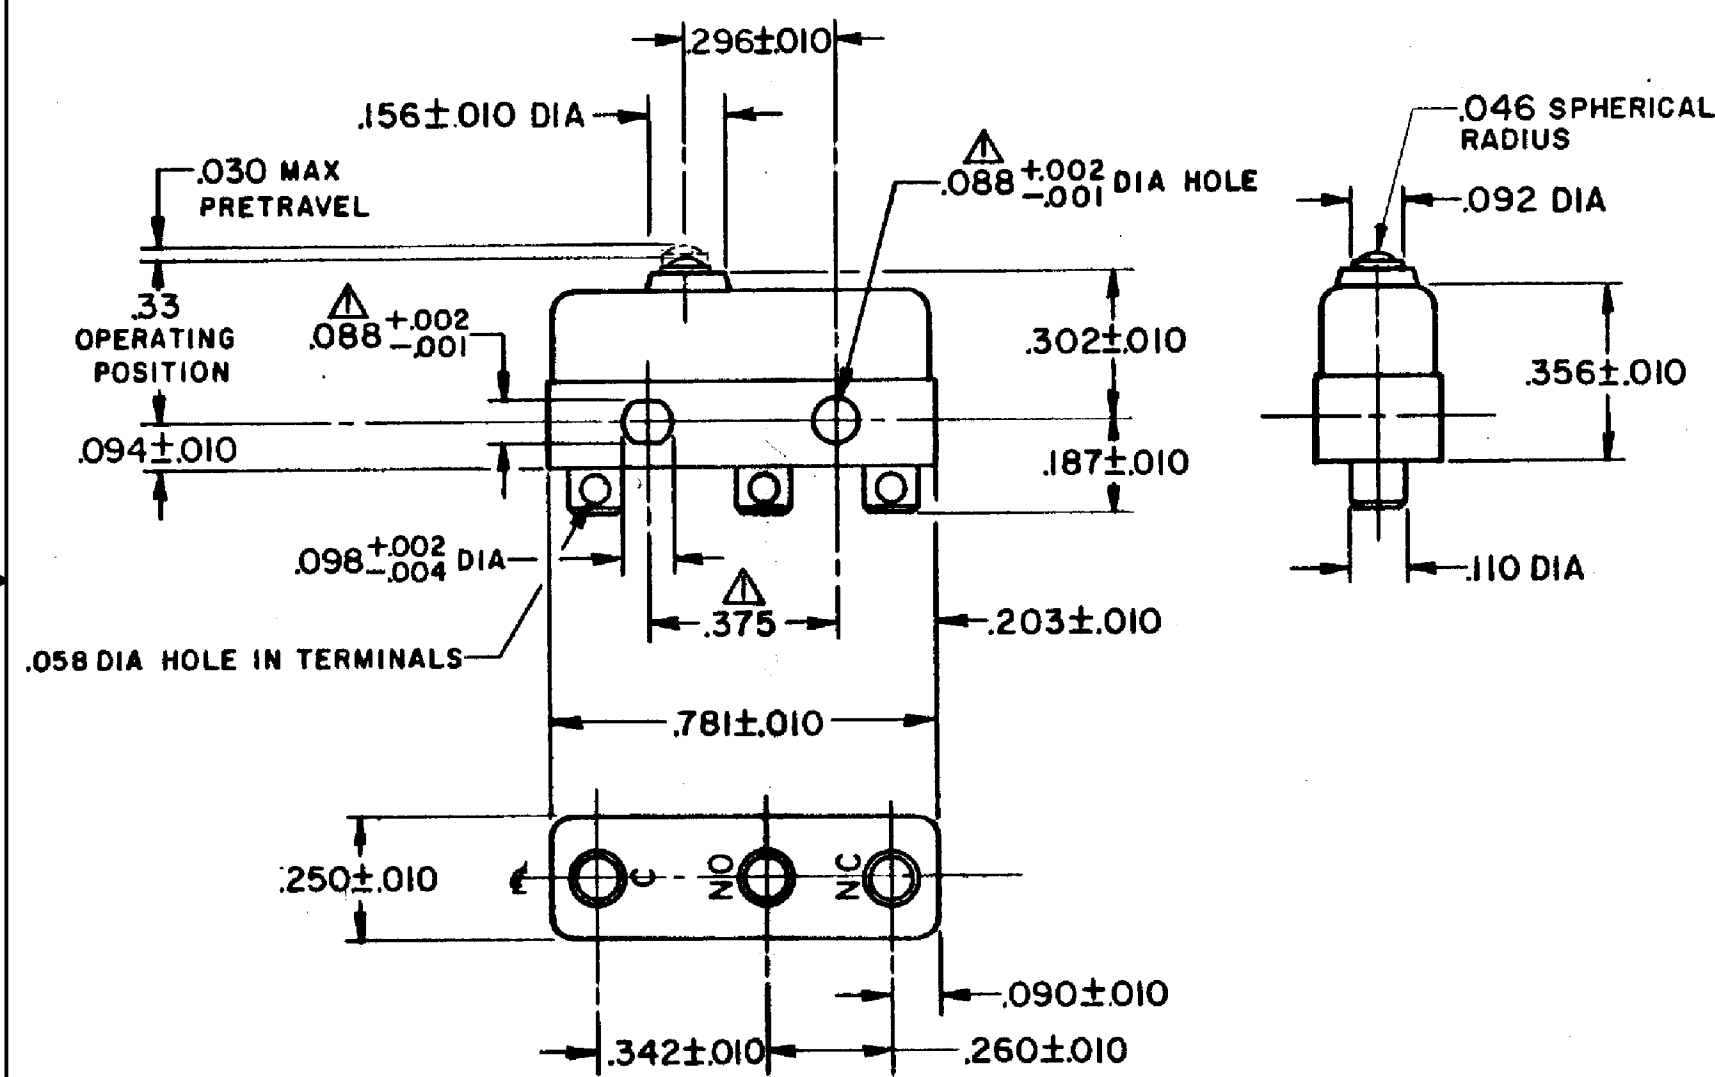 .296±.010
.156±.010 DIA
.046 SPHERICAL
RADIUS
.030 MAX
PRETRAVEL
.088 +.002 -.001 DIA HOLE
.092 DIA
.33
OPERATING
POSITION
.088 +.002 -.001
.302±.010
.356±.010
.094±.010
.187±.010
.098 +.002 -.004 DIA
.110 DIA
.375
.203±.010
.058 DIA HOLE IN TERMINALS
.781±.010
.250±.010
C
NO
NC
.090±.010
.342±.010
.260±.010